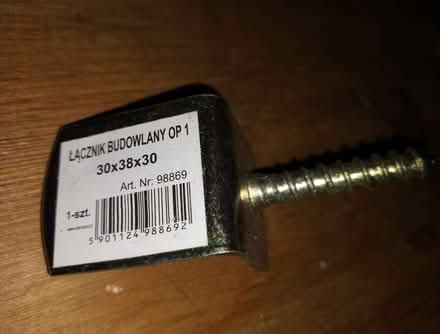 ŁĄCZNIK BUDOWLANY OP 1
30x38x30
Art. Nr: 98869
1-szt.
5 901124 988692